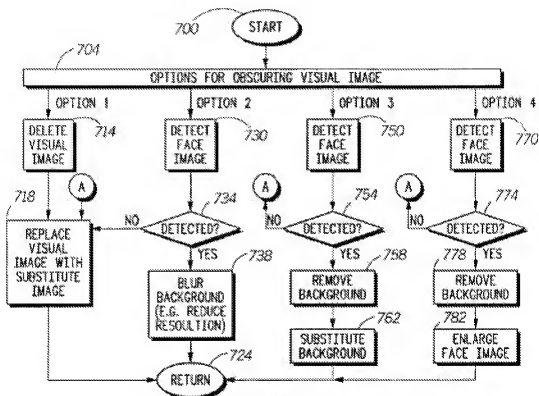 700
START
704
OPTIONS FOR OBSCURING VISUAL IMAGE
OPTION 1
OPTION 2
OPTION 3
OPTION 4
DELETE
VISUAL
IMAGE
714
DETECT
FACE
IMAGE
730
DETECT
FACE
IMAGE
750
DETECT
FACE
IMAGE
770
A
718
REPLACE
VISUAL
IMAGE WITH
SUBSTITUTE
IMAGE
NO
734
DETECTED?
YES
738
BLUR
BACKGROUND
(E.G. REDUCE
RESOULTION)
A
NO
754
DETECTED?
YES
758
REMOVE
BACKGROUND
762
SUBSTITUTE
BACKGROUND
A
NO
774
DETECTED?
YES
778
REMOVE
BACKGROUND
782
ENLARGE
FACE IMAGE
724
RETURN